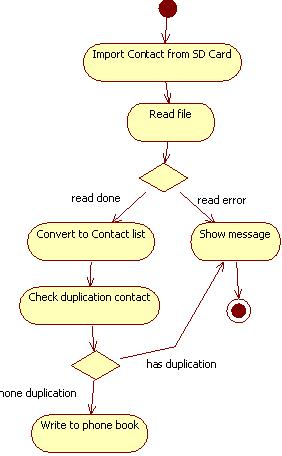 Import Contact from SD Card
Read file
read done
read error
Convert to Contact list
Show message
Check duplication contact
has duplication
hone duplication
Write to phone book